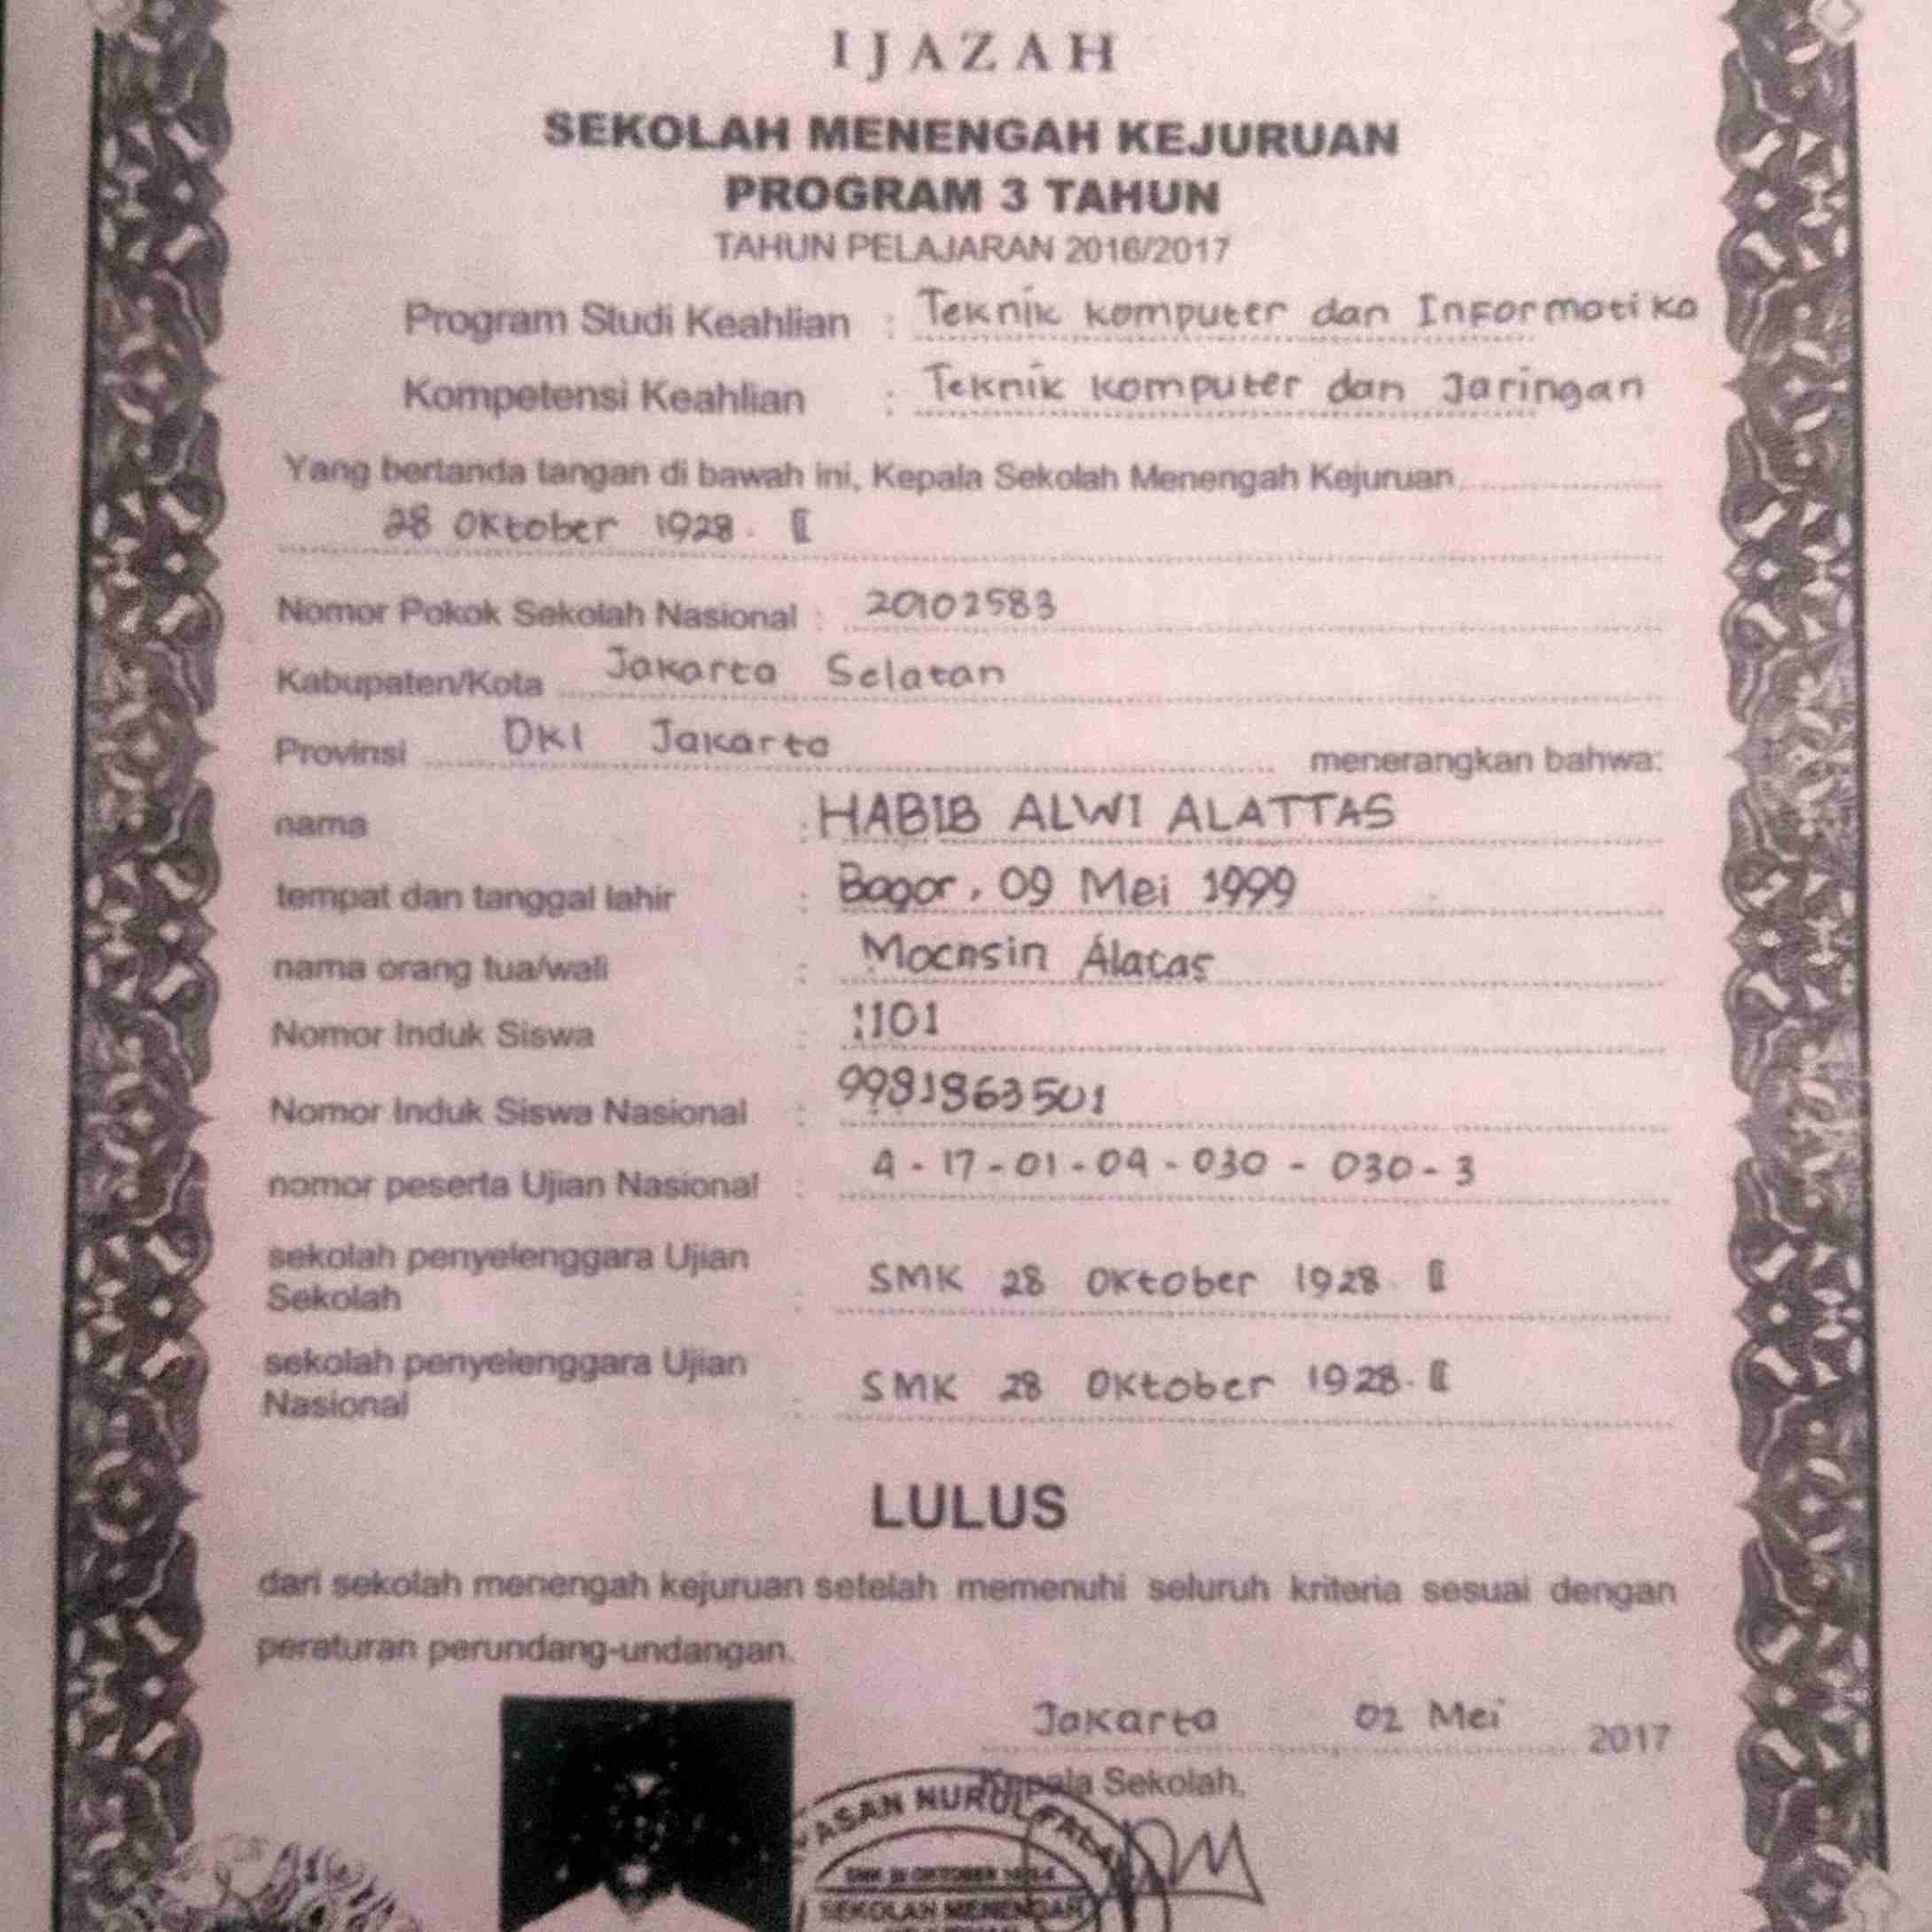 IJAZAH
SEKOLAH MENENGAH KEJURUAN
PROGRAM 3 TAHUN
TAHUN PELAJARAN 2016/2017
Program Studi Keahlian : Teknik komputer dan Informatika
Kompetensi Keahlian : Teknik komputer dan Jaringan
Yang bertanda tangan di bawah ini, Kepala Sekolah Menengah Kejuruan
28 Oktober 1928.
Nomor Pokok Sekolah Nasional : 20102583
Kabupaten/Kota Jakarta Selatan
Provinsi DKI Jakarta menerangkan bahwa:
nama : HABIB ALWI ALATTAS
tempat dan tanggal lahir : Bogor, 09 Mei 1999
nama orang tua/wali : Alatas
Nomor Induk Siswa : 1101
Nomor Induk Siswa Nasional :
nomor peserta Ujian Nasional : 4-17-01-04-030-030-3
sekolah penyelenggara Ujian
Sekolah : SMK 28 Oktober 1928.
sekolah penyelenggara Ujian
Nasional : SMK 28 Oktober 1928.
LULUS
dari sekolah menengah kejuruan setelah memenuhi seluruh kriteria sesuai dengan
peraturan perundang-undangan.
Jakarta 02 Mei 2017
Kepala Sekolah,
NURUL
SEKOLAH MENENGAH